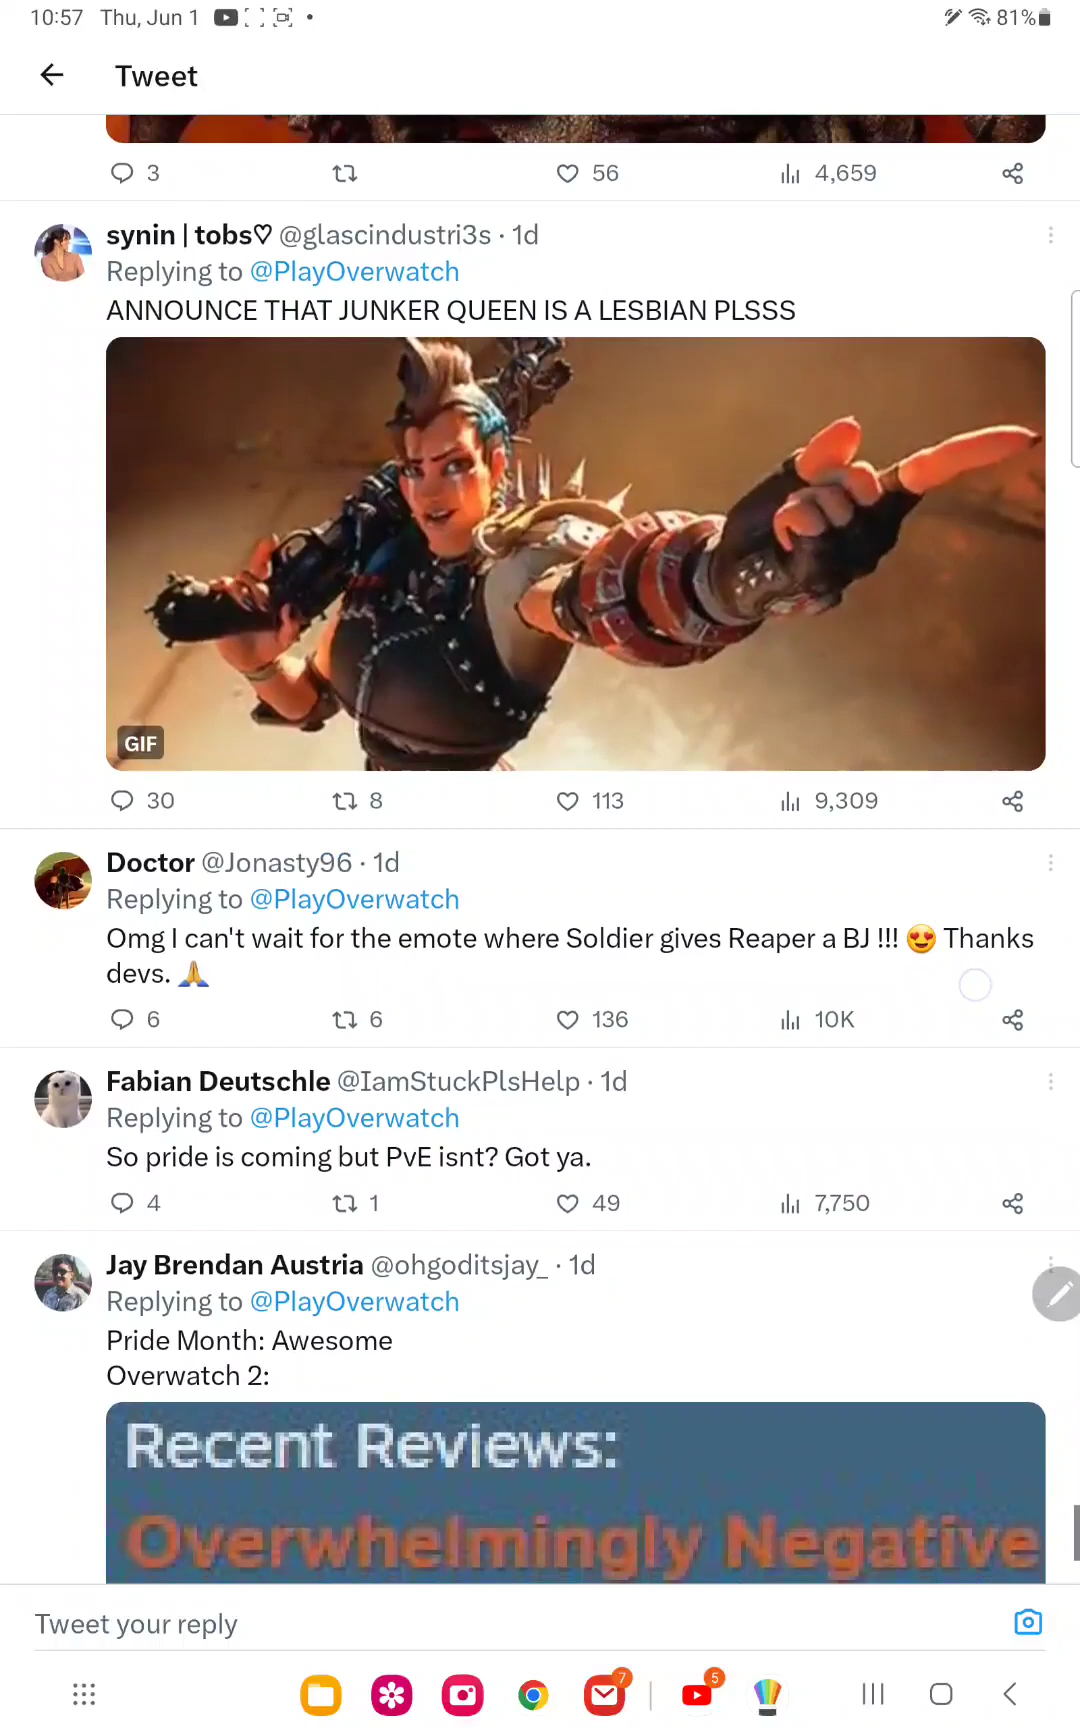 10:57 Thu, Jun 1 • 81%
Tweet
3 56 4,659
synin | tobs♡ @glascindustri3s · 1d
Replying to @PlayOverwatch
ANNOUNCE THAT JUNKER QUEEN IS A LESBIAN PLSSS
GIF
30 8 113 9,309
Doctor @Jonasty96 · 1d
Replying to @PlayOverwatch
Omg I can't wait for the emote where Soldier gives Reaper a BJ !!! 😍 Thanks
devs. 🙏
6 6 136 10K
Fabian Deutschle @IamStuckPlsHelp · 1d
Replying to @PlayOverwatch
So pride is coming but PvE isnt? Got ya.
4 1 49 7,750
Jay Brendan Austria @ohgoditsjay_ · 1d
Replying to @PlayOverwatch
Pride Month: Awesome
Overwatch 2:
Recent Reviews:
Overwhelmingly Negative
Tweet your reply
7 5